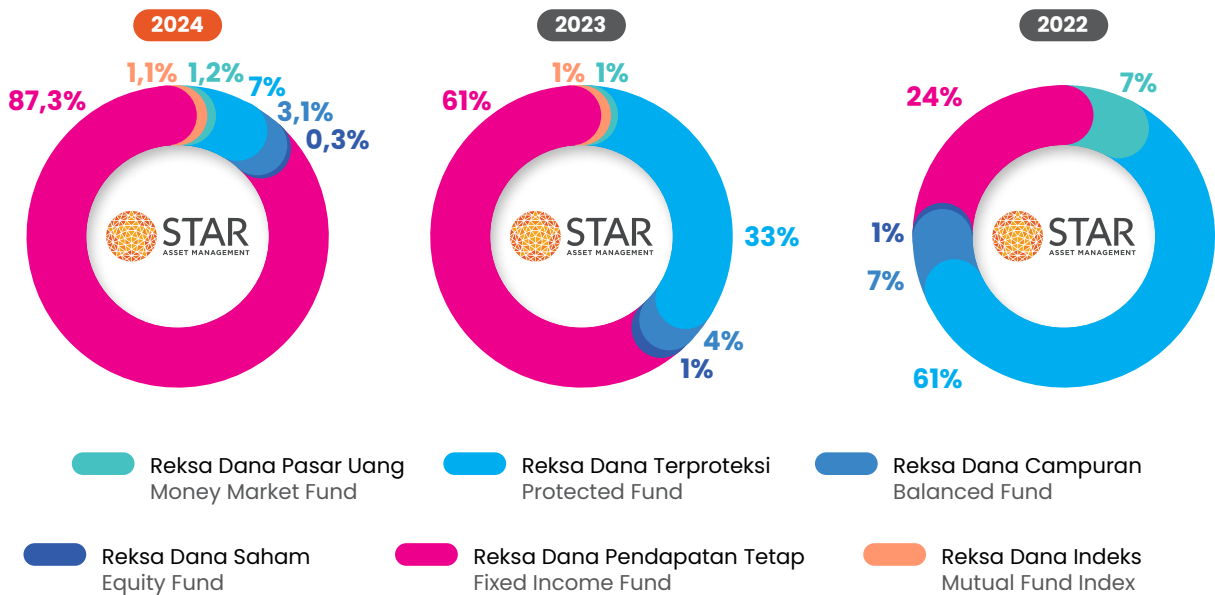 2024
1,1%
1,2%
7%
3,1%
0,3%
87,3%
STAR
ASSET MANAGEMENT
2023
1%
1%
61%
33%
4%
1%
STAR
ASSET MANAGEMENT
2022
7%
24%
1%
7%
61%
STAR
ASSET MANAGEMENT
Reksa Dana Pasar Uang
Money Market Fund
Reksa Dana Terproteksi
Protected Fund
Reksa Dana Campuran
Balanced Fund
Reksa Dana Saham
Equity Fund
Reksa Dana Pendapatan Tetap
Fixed Income Fund
Reksa Dana Indeks
Mutual Fund Index